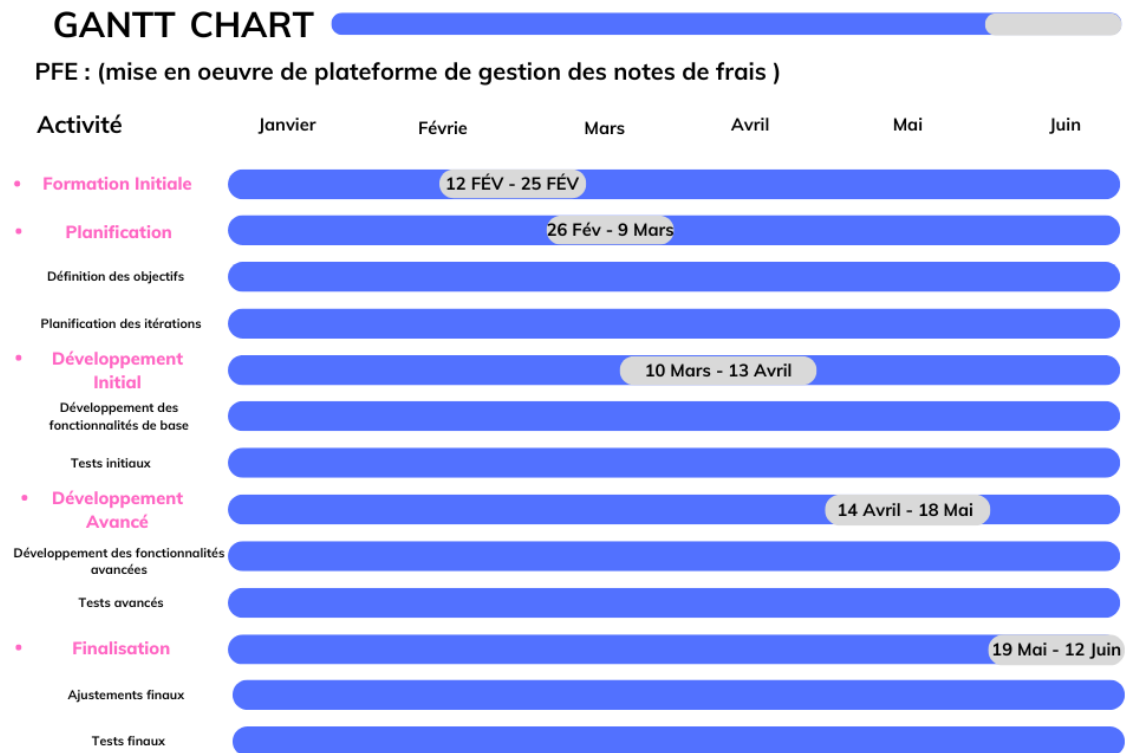 GANTT CHART
PFE : (mise en oeuvre de plateforme de gestion des notes de frais )
Activité Janvier Févrie Mars Avril Mai Juin
• Formation Initiale 12 FÉV - 25 FÉV
• Planification 26 Fév - 9 Mars
Définition des objectifs
Planification des itérations
• Développement
Initial
10 Mars - 13 Avril
Développement des
fonctionnalités de base
Tests initiaux
• Développement
Avancé
14 Avril - 18 Mai
Développement des fonctionnalités
avancées
Tests avancés
• Finalisation 19 Mai - 12 Juin
Ajustements finaux
Tests finaux